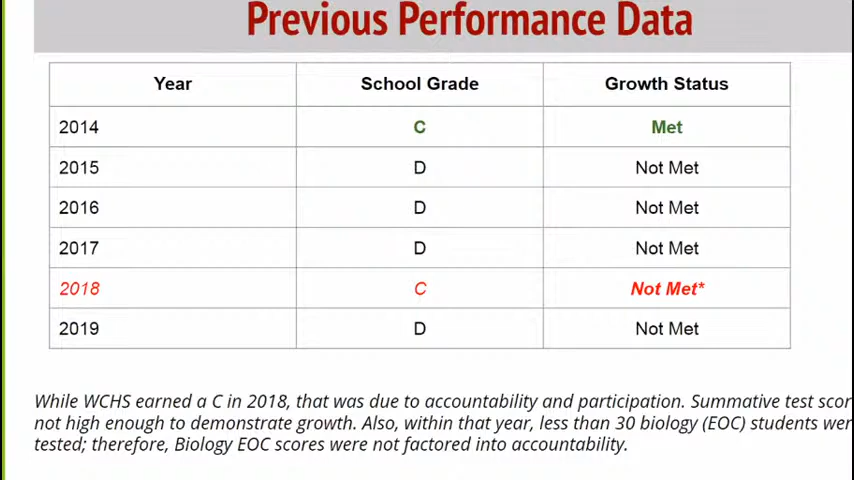 Previous Performance Data
Year School Grade Growth Status
2014 C Met
2015 D Not Met
2016 D Not Met
2017 D Not Met
2018 C Not Met*
2019 D Not Met
While WCHS earned a C in 2018, that was due to accountability and participation. Summative test scor
not high enough to demonstrate growth. Also, within that year, less than 30 biology (EOC) students wer
tested; therefore, Biology EOC scores were not factored into accountability.